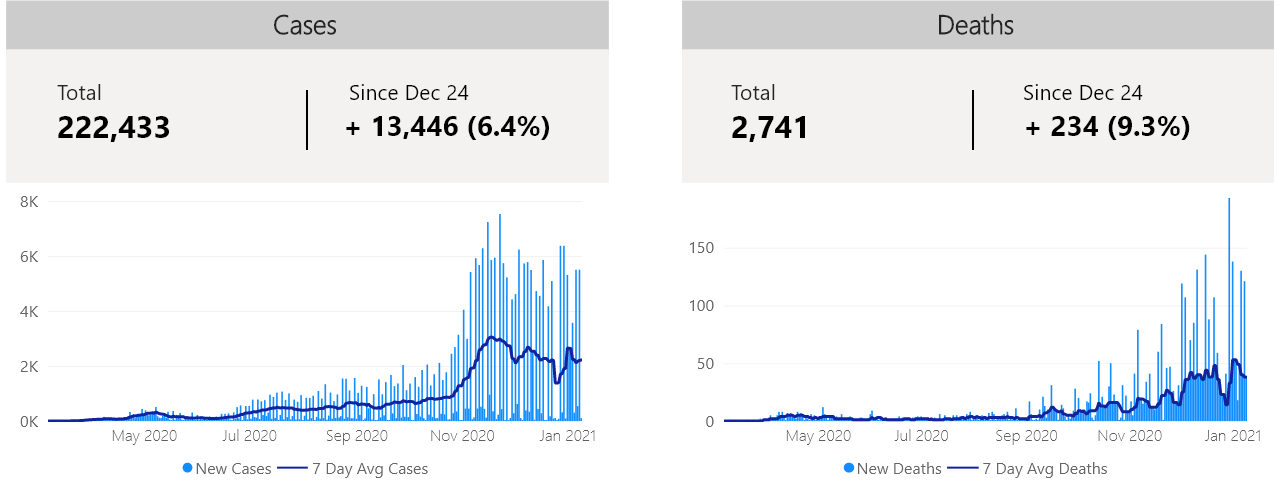 Cases
Total
222,433
Since Dec 24
+ 13,446 (6.4%)
8K
6K
4K
2K
0K
May 2020 Jul 2020 Sep 2020 Nov 2020 Jan 2021
New Cases 7 Day Avg Cases
Deaths
Total
2,741
Since Dec 24
+ 234 (9.3%)
150
100
50
0
May 2020 Jul 2020 Sep 2020 Nov 2020 Jan 2021
New Deaths 7 Day Avg Deaths